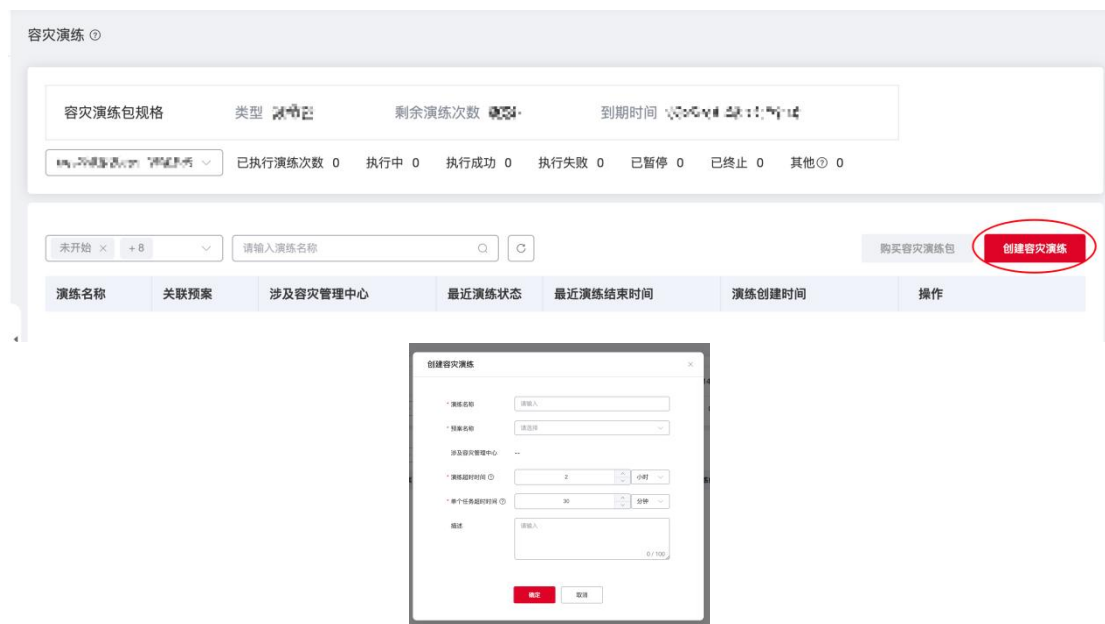 容灾演练
容灾演练包规格 类型 剩余演练次数 到期时间
已执行演练次数 0 执行中 0 执行成功 0 执行失败 0 已暂停 0 已终止 0 其他 0
未开始 × + 8 请输入演练名称 购买容灾演练包 创建容灾演练
演练名称 关联预案 涉及容灾管理中心 最近演练状态 最近演练结束时间 演练创建时间 操作
创建容灾演练 ×
* 演练名称 请输入
* 预案名称 请选择
涉及容灾管理中心 --
* 演练超时时间 2 小时
* 单个任务超时时间 30 分钟
描述 请输入
0 / 100
确定 取消